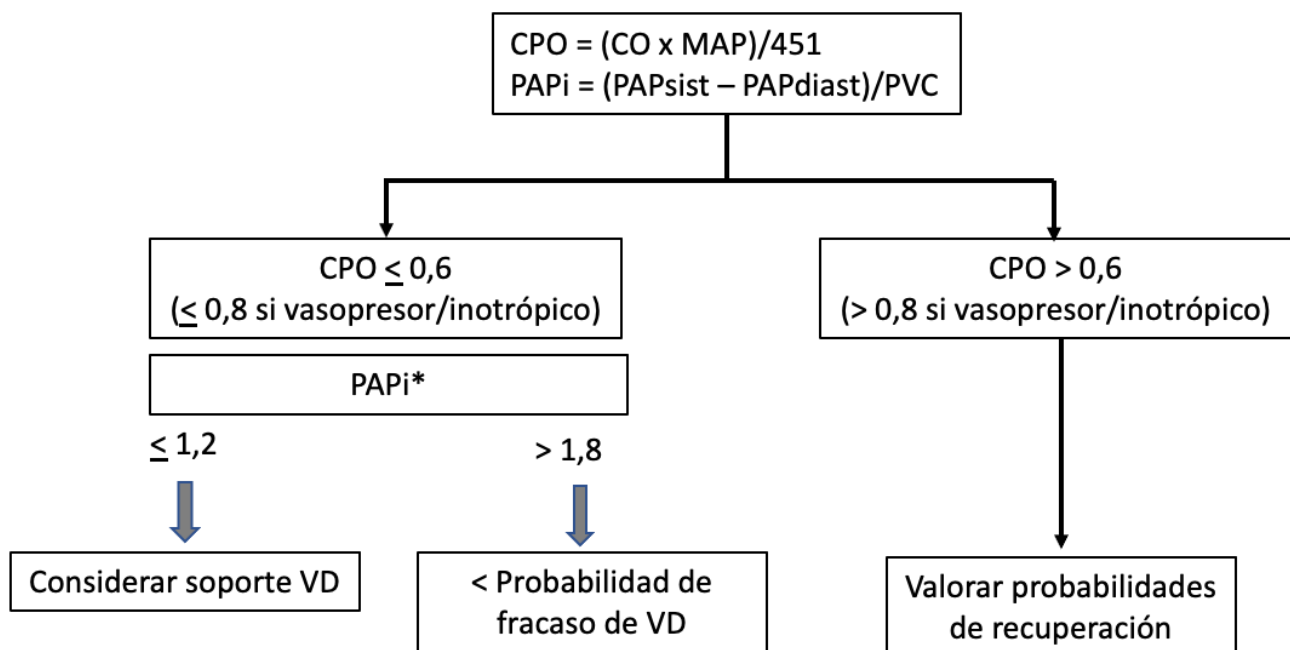 CPO = (CO x MAP)/451
PAPi = (PAPsist – PAPdiast)/PVC
CPO ≤ 0,6
(≤ 0,8 si vasopresor/inotrópico)
CPO > 0,6
(> 0,8 si vasopresor/inotrópico)
PAPi*
≤ 1,2
> 1,8
Considerar soporte VD
< Probabilidad de
fracaso de VD
Valorar probabilidades
de recuperación